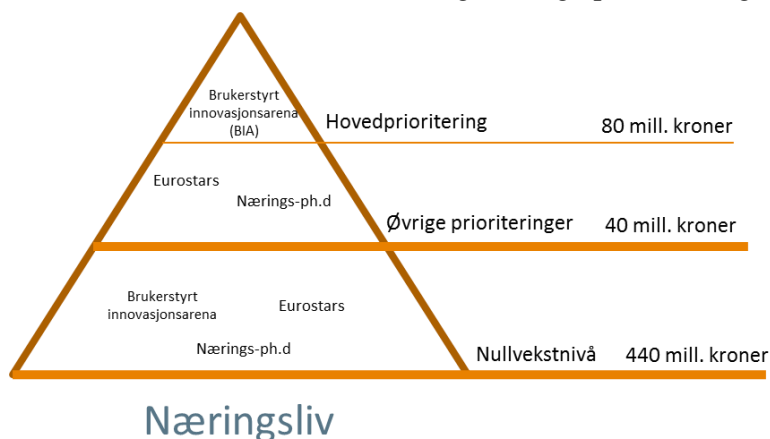 Brukerstyrt
innovasjonsarena
(BIA)
Hovedprioritering 80 mill. kroner
Eurostars
Nærings-ph.d
Øvrige prioriteringer 40 mill. kroner
Brukerstyrt
innovasjonsarena
Eurostars
Nærings-ph.d
Nullvekstnivå 440 mill. kroner
Næringsliv